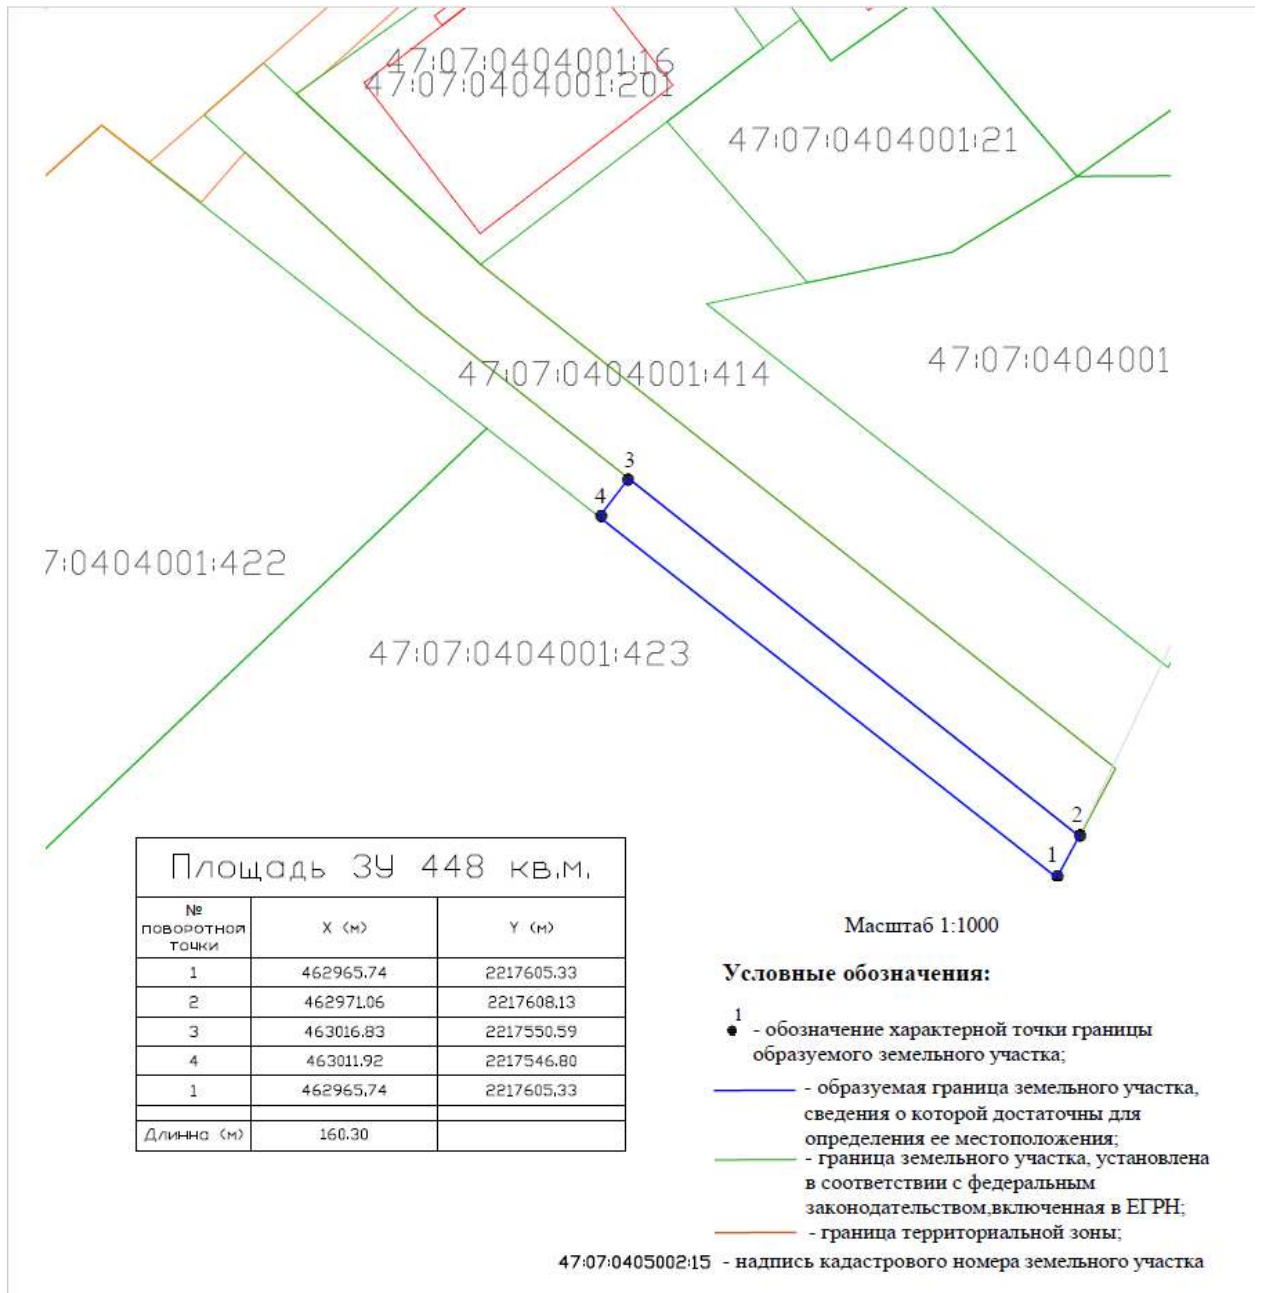 47:07:0404001:16
47:07:0404001:201
47:07:0404001:21
47:07:0404001:414
47:07:0404001
3
4
7:0404001:422
47:07:0404001:423
2
1
Площадь ЗУ 448 кв.м.
№ поворотной точки X (м) Y (м)
1 462965.74 2217605.33
2 462971.06 2217608.13
3 463016.83 2217550.59
4 463011.92 2217546.80
1 462965.74 2217605.33
Длинна (м) 160.30
Масштаб 1:1000
Условные обозначения:
1
- обозначение характерной точки границы
образуемого земельного участка;
- образуемая граница земельного участка,
сведения о которой достаточны для
определения ее местоположения;
- граница земельного участка, установлена
в соответствии с федеральным
законодательством,включенная в ЕГРН;
- граница территориальной зоны;
47:07:0405002:15 - надпись кадастрового номера земельного участка